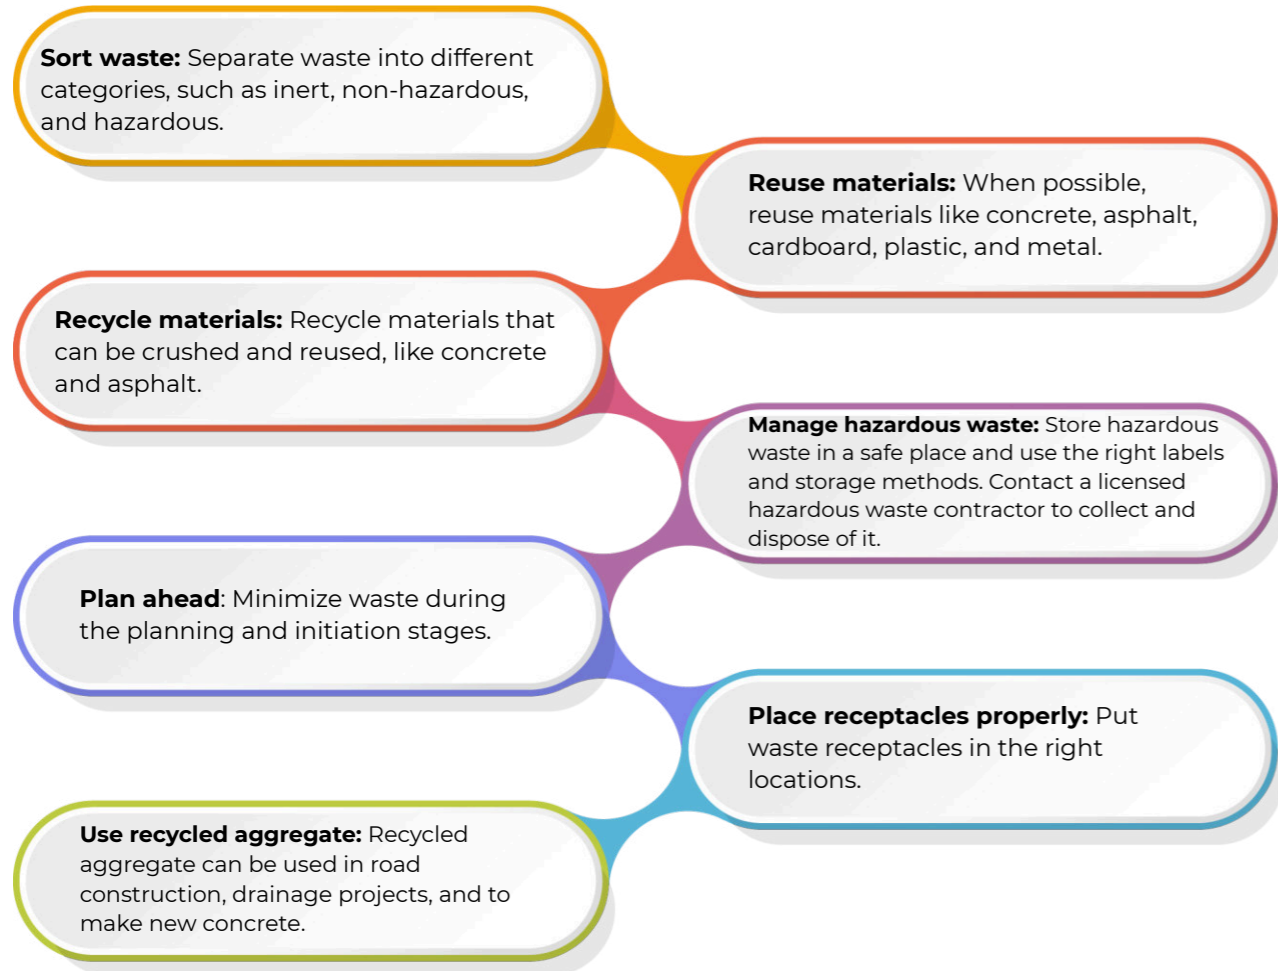 Sort waste: Separate waste into different
categories, such as inert, non-hazardous,
and hazardous.
Reuse materials: When possible,
reuse materials like concrete, asphalt,
cardboard, plastic, and metal.
Recycle materials: Recycle materials that
can be crushed and reused, like concrete
and asphalt.
Manage hazardous waste: Store hazardous
waste in a safe place and use the right labels
and storage methods. Contact a licensed
hazardous waste contractor to collect and
dispose of it.
Plan ahead: Minimize waste during
the planning and initiation stages.
Place receptacles properly: Put
waste receptacles in the right
locations.
Use recycled aggregate: Recycled
aggregate can be used in road
construction, drainage projects, and to
make new concrete.